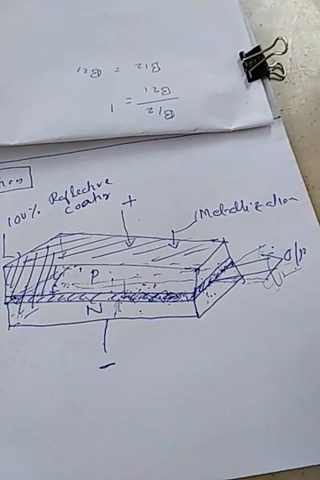 B12 = B21
B12
B21
= 1
100% Reflective
coating
+
Metallization
P
N
O/P
-